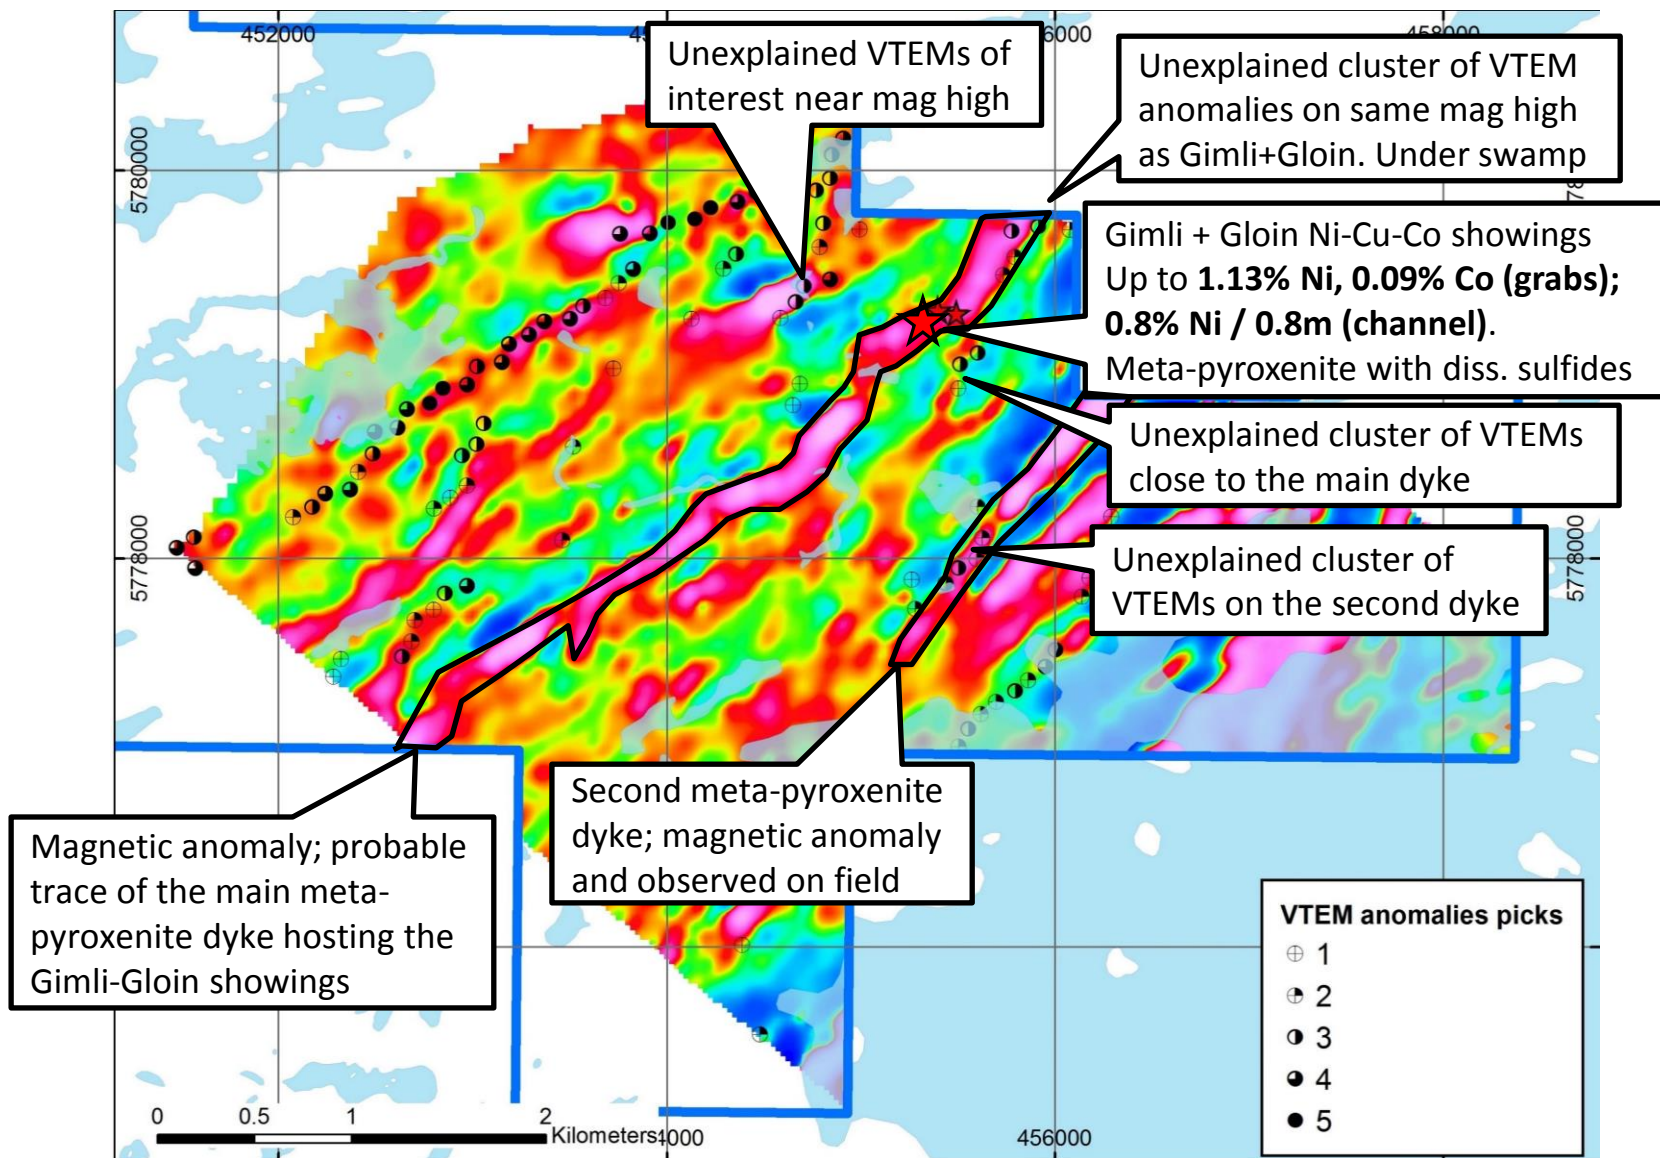 452000
6000
458000
Unexplained VTEMs of
interest near mag high
Unexplained cluster of VTEM
anomalies on same mag high
as Gimli+Gloin. Under swamp
5780000
Gimli + Gloin Ni-Cu-Co showings
Up to 1.13% Ni, 0.09% Co (grabs);
0.8% Ni / 0.8m (channel).
Meta-pyroxenite with diss. sulfides
Unexplained cluster of VTEMs
close to the main dyke
5778000
5778000
Unexplained cluster of
VTEMs on the second dyke
Second meta-pyroxenite
dyke; magnetic anomaly
and observed on field
Magnetic anomaly; probable
trace of the main meta-
pyroxenite dyke hosting the
Gimli-Gloin showings
VTEM anomalies picks
1
2
3
4
5
0 0.5 1 2
Kilometers
4000
456000